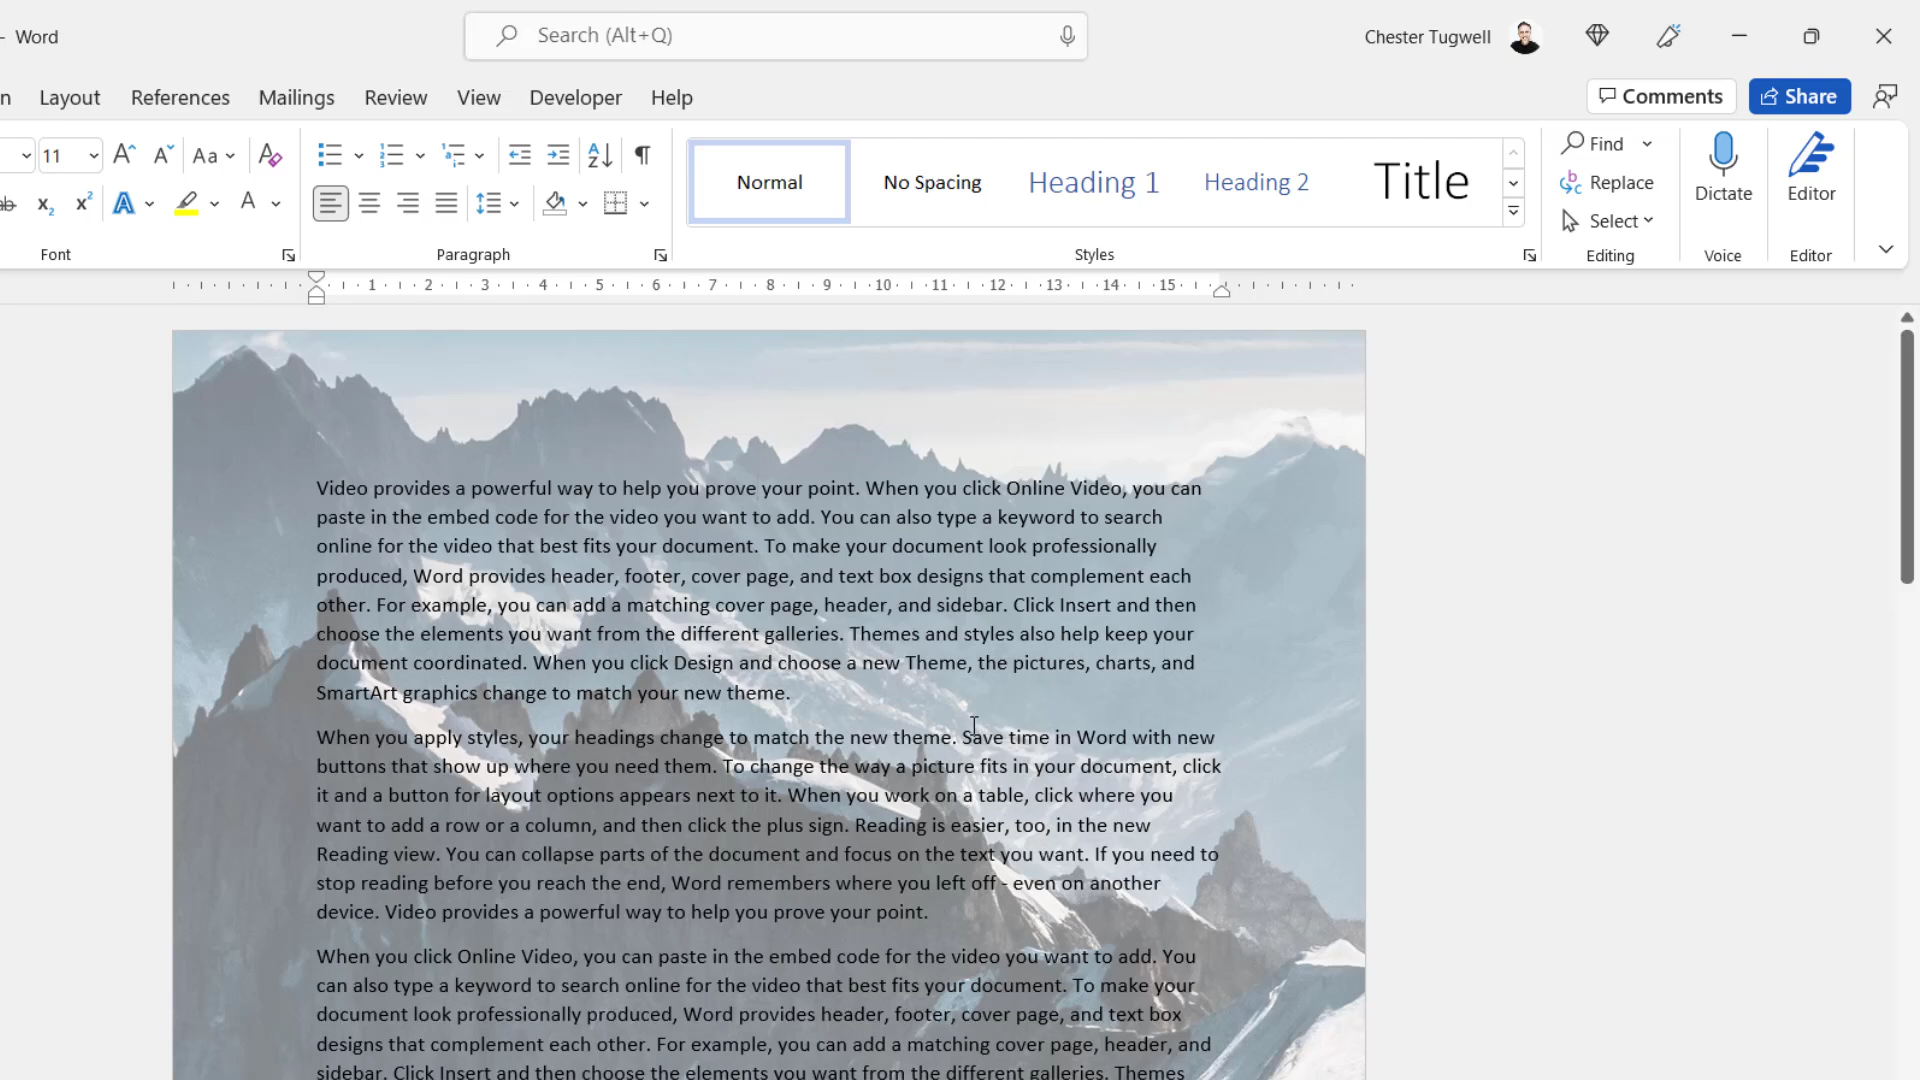 - Word
Search (Alt+Q)
Chester Tugwell
Layout References Mailings Review View Developer Help
Comments
Share
11
Aa
Normal
No Spacing
Heading 1
Heading 2
Title
Find
Replace
Select
Dictate
Editor
Font
Paragraph
Styles
Editing
Voice
Editor
1 2 3 4 5 6 7 8 9 10 11 12 13 14 15
Video provides a powerful way to help you prove your point. When you click Online Video, you can
paste in the embed code for the video you want to add. You can also type a keyword to search
online for the video that best fits your document. To make your document look professionally
produced, Word provides header, footer, cover page, and text box designs that complement each
other. For example, you can add a matching cover page, header, and sidebar. Click Insert and then
choose the elements you want from the different galleries. Themes and styles also help keep your
document coordinated. When you click Design and choose a new Theme, the pictures, charts, and
SmartArt graphics change to match your new theme.
When you apply styles, your headings change to match the new theme. Save time in Word with new
buttons that show up where you need them. To change the way a picture fits in your document, click
it and a button for layout options appears next to it. When you work on a table, click where you
want to add a row or a column, and then click the plus sign. Reading is easier, too, in the new
Reading view. You can collapse parts of the document and focus on the text you want. If you need to
stop reading before you reach the end, Word remembers where you left off - even on another
device. Video provides a powerful way to help you prove your point.
When you click Online Video, you can paste in the embed code for the video you want to add. You
can also type a keyword to search online for the video that best fits your document. To make your
document look professionally produced, Word provides header, footer, cover page, and text box
designs that complement each other. For example, you can add a matching cover page, header, and
sidebar. Click Insert and then choose the elements you want from the different galleries. Themes